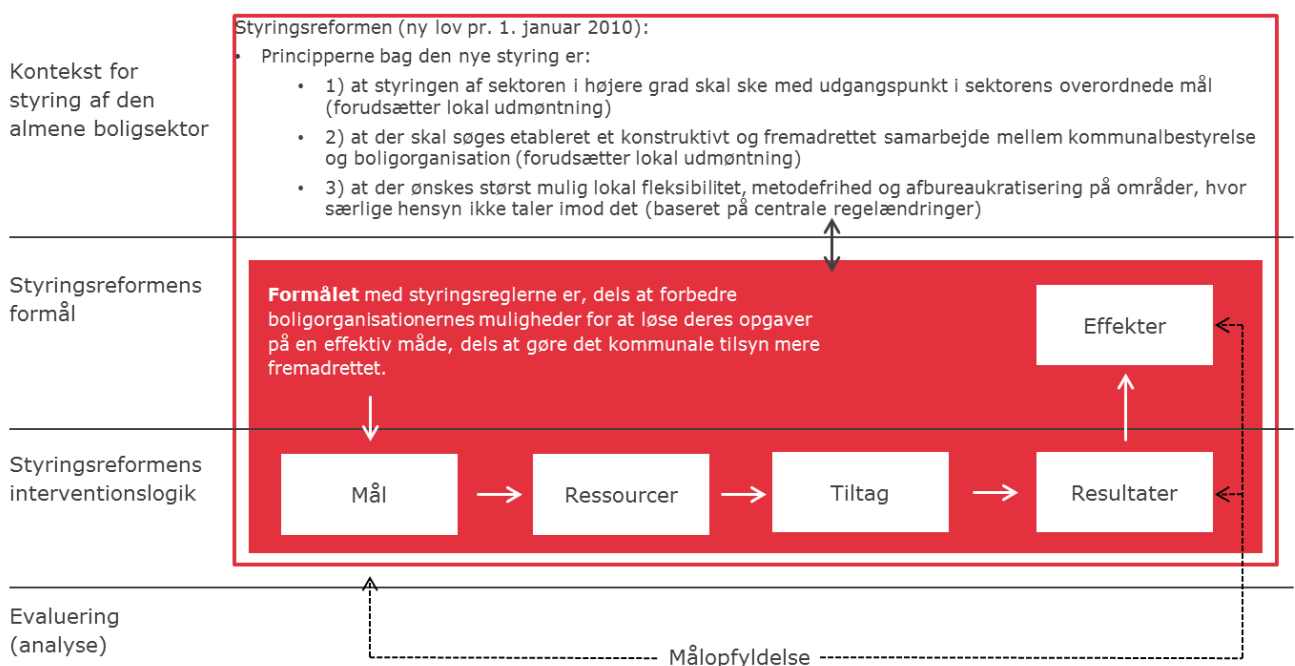 Styringsreformen (ny lov pr. 1. januar 2010):
Kontekst for
styring af den
almene boligsektor
• Principperne bag den nye styring er:
• 1) at styringen af sektoren i højere grad skal ske med udgangspunkt i sektorens overordnede mål
(forudsætter lokal udmøntning)
• 2) at der skal søges etableret et konstruktivt og fremadrettet samarbejde mellem kommunalbestyrelse
og boligorganisation (forudsætter lokal udmøntning)
• 3) at der ønskes størst mulig lokal fleksibilitet, metodefrihed og afbureaukratisering på områder, hvor
særlige hensyn ikke taler imod det (baseret på centrale regelændringer)
Styringsreformens
formål
Formålet med styringsreglerne er, dels at forbedre
boligorganisationernes muligheder for at løse deres opgaver
på en effektiv måde, dels at gøre det kommunale tilsyn mere
fremadrettet.
Effekter
Styringsreformens
interventionslogik
Mål
Ressourcer
Tiltag
Resultater
Evaluering
(analyse)
Målopfyldelse